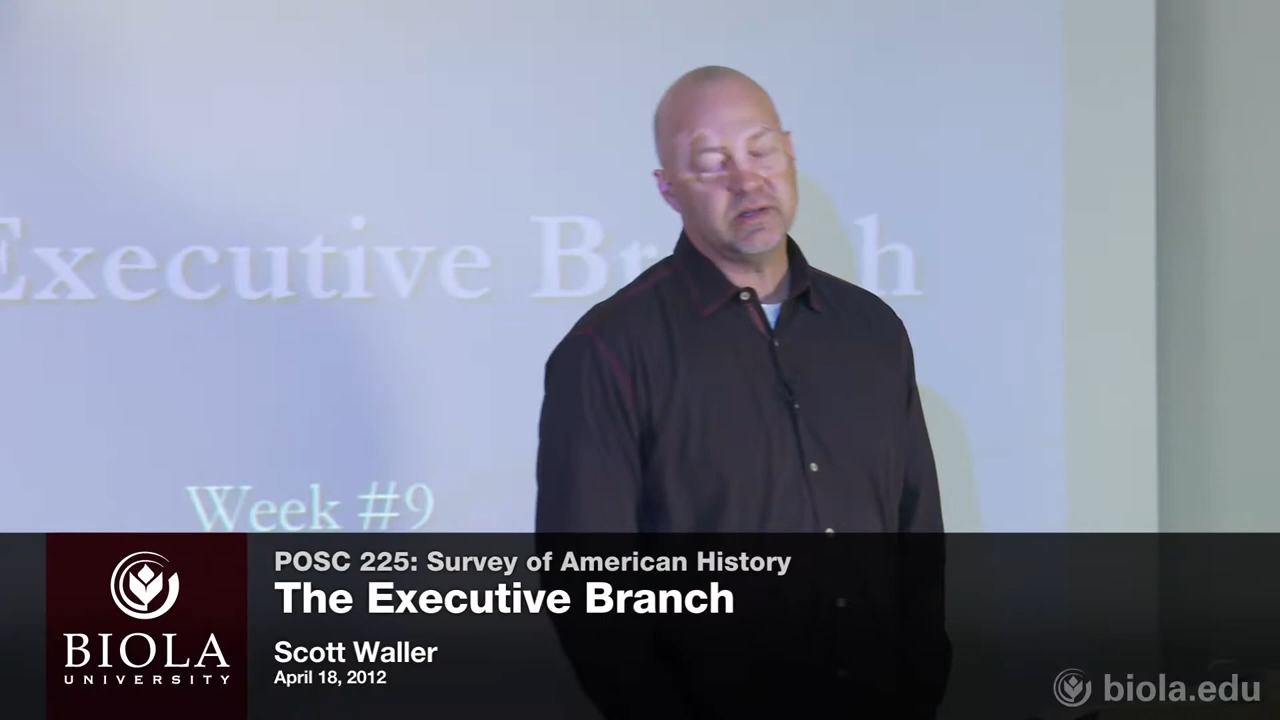 Executive Branch
Week #9
POSC 225: Survey of American History
The Executive Branch
Scott Waller
April 18, 2012
BIOLA
UNIVERSITY
biola.edu